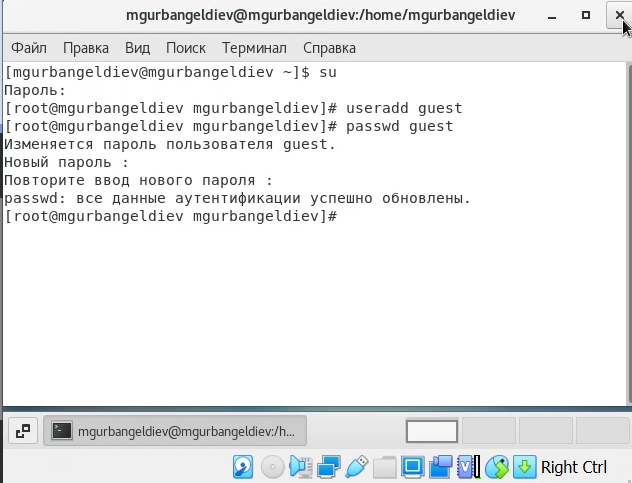 mgurbangeldiev@mgurbangeldiev:/home/mgurbangeldiev
Файл Правка Вид Поиск Терминал Справка
[mgurbangeldiev@mgurbangeldiev ~]$ su
Пароль:
[root@mgurbangeldiev mgurbangeldiev]# useradd guest
[root@mgurbangeldiev mgurbangeldiev]# passwd guest
Изменяется пароль пользователя guest.
Новый пароль :
Повторите ввод нового пароля :
passwd: все данные аутентификации успешно обновлены.
[root@mgurbangeldiev mgurbangeldiev]#
mgurbangeldiev@mgurbangeldiev:/h...
Right Ctrl